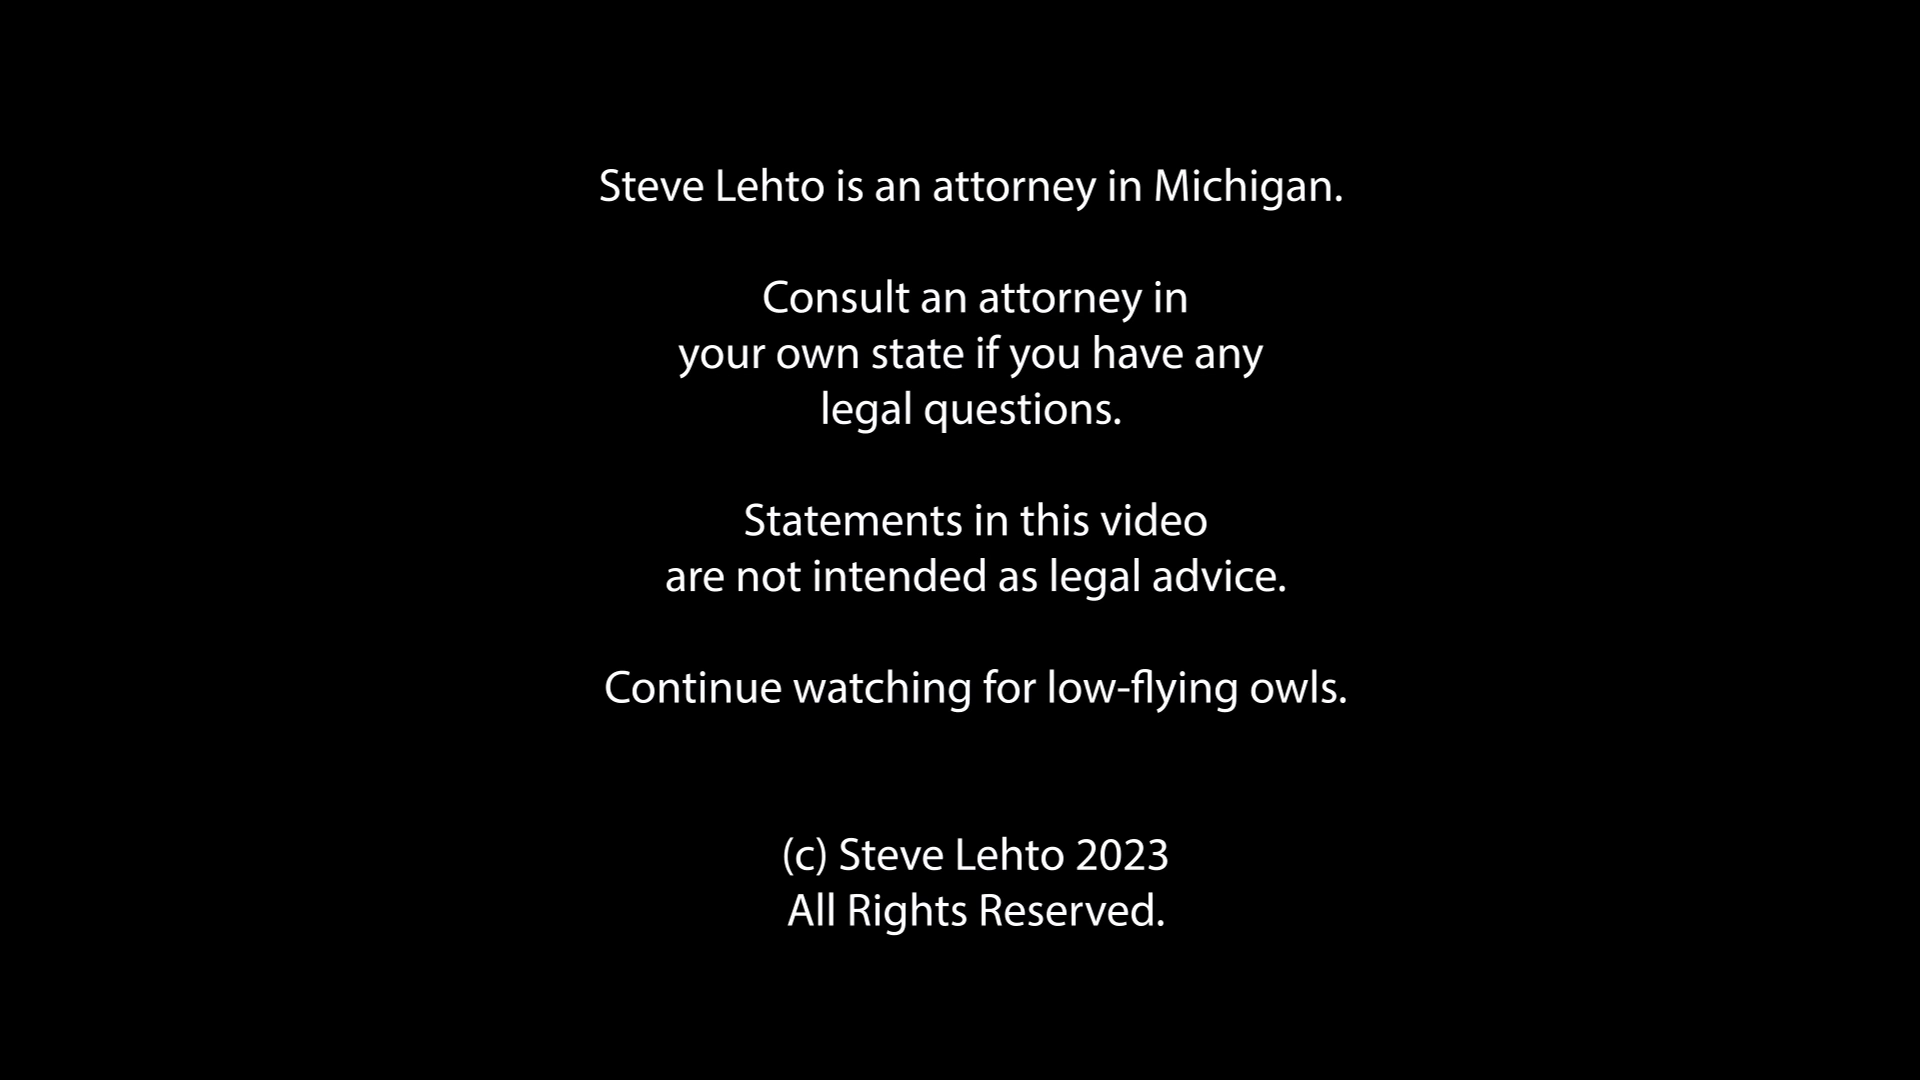 Steve Lehto is an attorney in Michigan.
Consult an attorney in
your own state if you have any
legal questions.
Statements in this video
are not intended as legal advice.
Continue watching for low-flying owls.
(c) Steve Lehto 2023
All Rights Reserved.